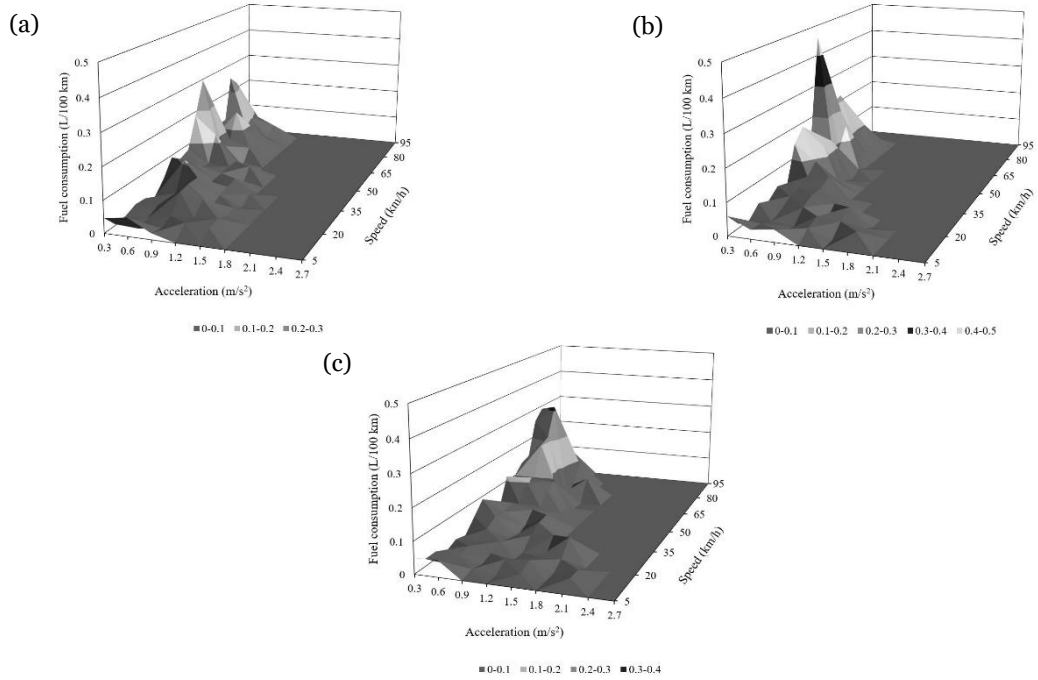 (a)
0.5
0.4
0.3
0.2
0.1
0
Fuel consumption (L/100 km)
0.3 0.6 0.9 1.2 1.5 1.8 2.1 2.4 2.7
Acceleration (m/s²)
5 20 35 50 65 80 95
Speed (km/h)
0-0.1 0.1-0.2 0.2-0.3
(b)
0.5
0.4
0.3
0.2
0.1
0
Fuel consumption (L/100 km)
0.3 0.6 0.9 1.2 1.5 1.8 2.1 2.4 2.7
Acceleration (m/s²)
5 20 35 50 65 80 95
Speed (km/h)
0-0.1 0.1-0.2 0.2-0.3 0.3-0.4 0.4-0.5
(c)
0.5
0.4
0.3
0.2
0.1
0
Fuel consumption (L/100 km)
0.3 0.6 0.9 1.2 1.5 1.8 2.1 2.4 2.7
Acceleration (m/s²)
5 20 35 50 65 80 95
Speed (km/h)
0-0.1 0.1-0.2 0.2-0.3 0.3-0.4